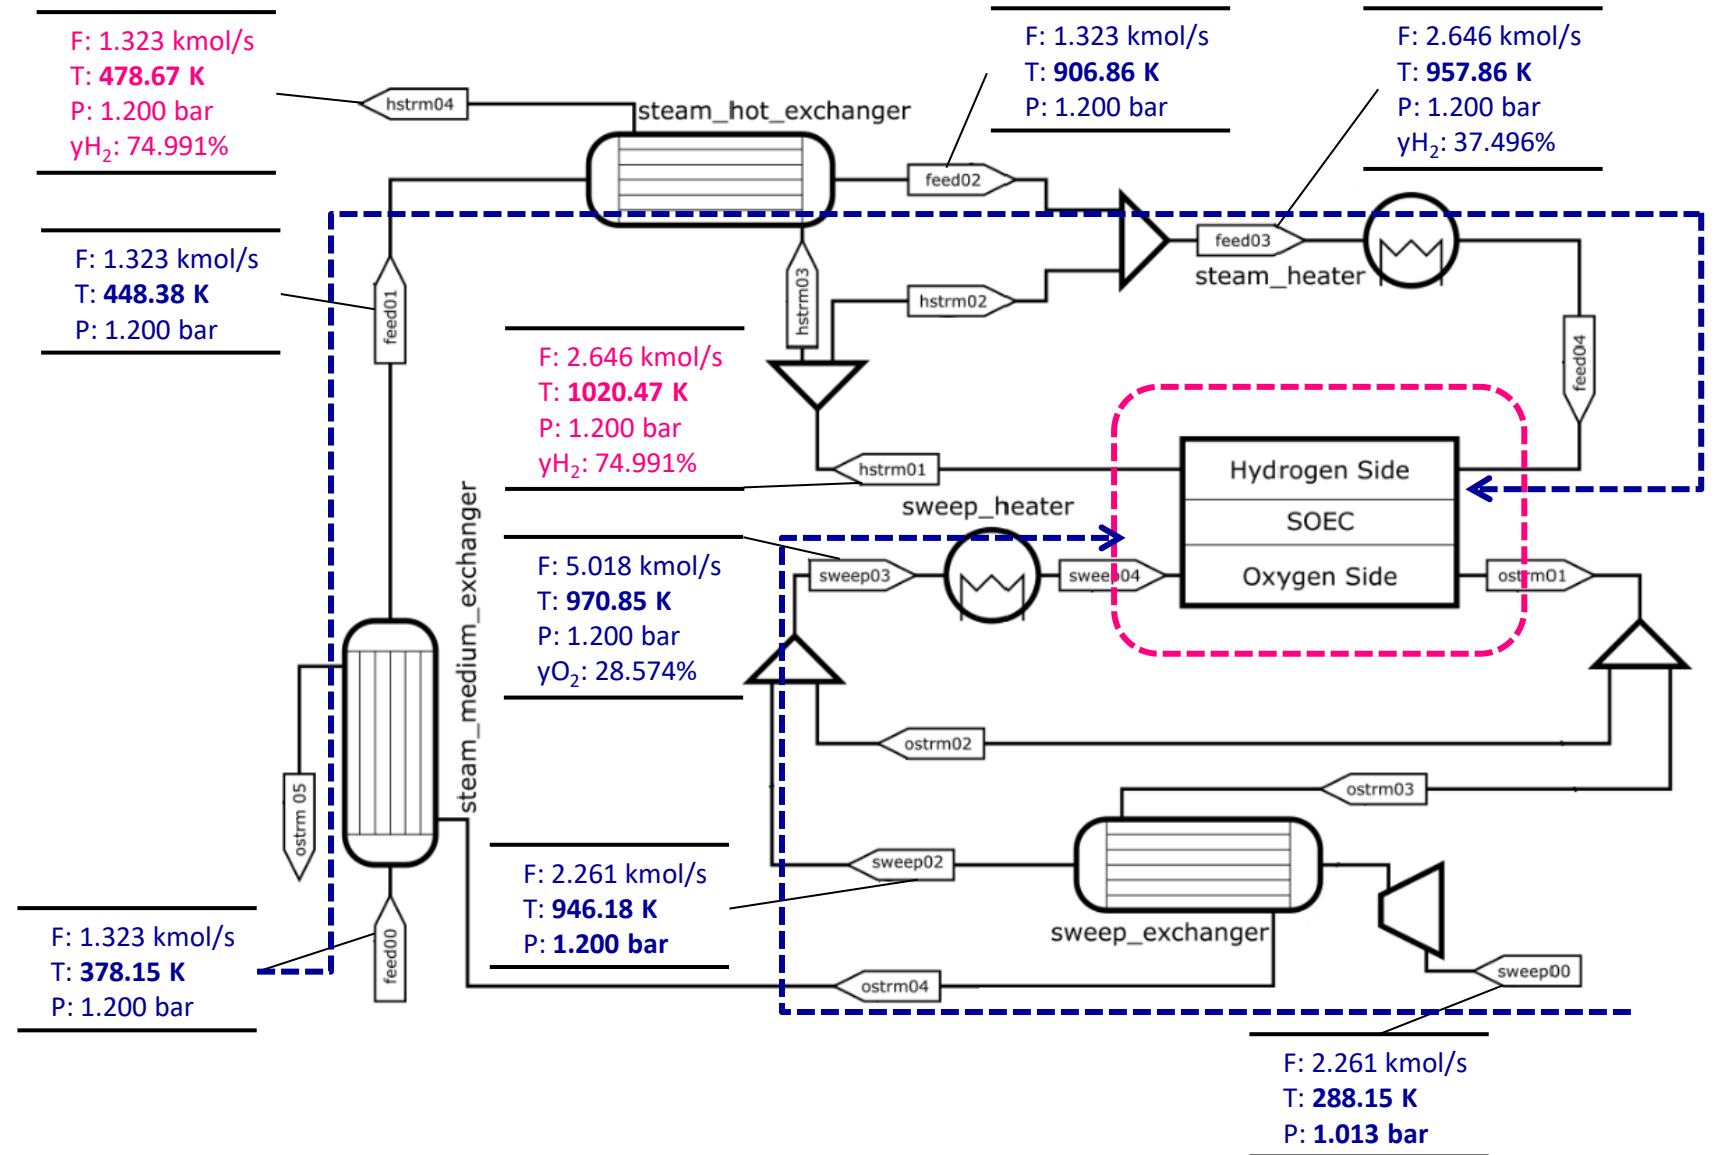 F: 1.323 kmol/s
T: 478.67 K
P: 1.200 bar
yH₂: 74.991%
hstrm04
steam_hot_exchanger
F: 1.323 kmol/s
T: 906.86 K
P: 1.200 bar
F: 2.646 kmol/s
T: 957.86 K
P: 1.200 bar
yH₂: 37.496%
feed02
feed03
steam_heater
F: 1.323 kmol/s
T: 448.38 K
P: 1.200 bar
feed01
hstrm03
hstrm02
feed04
F: 2.646 kmol/s
T: 1020.47 K
P: 1.200 bar
yH₂: 74.991%
hstrm01
Hydrogen Side
SOEC
Oxygen Side
sweep_heater
steam_medium_exchanger
F: 5.018 kmol/s
T: 970.85 K
P: 1.200 bar
yO₂: 28.574%
sweep03
sweep04
ostrm01
ostrm02
ostrm03
ostrm 05
sweep02
F: 2.261 kmol/s
T: 946.18 K
P: 1.200 bar
sweep_exchanger
F: 1.323 kmol/s
T: 378.15 K
P: 1.200 bar
feed00
ostrm04
sweep00
F: 2.261 kmol/s
T: 288.15 K
P: 1.013 bar